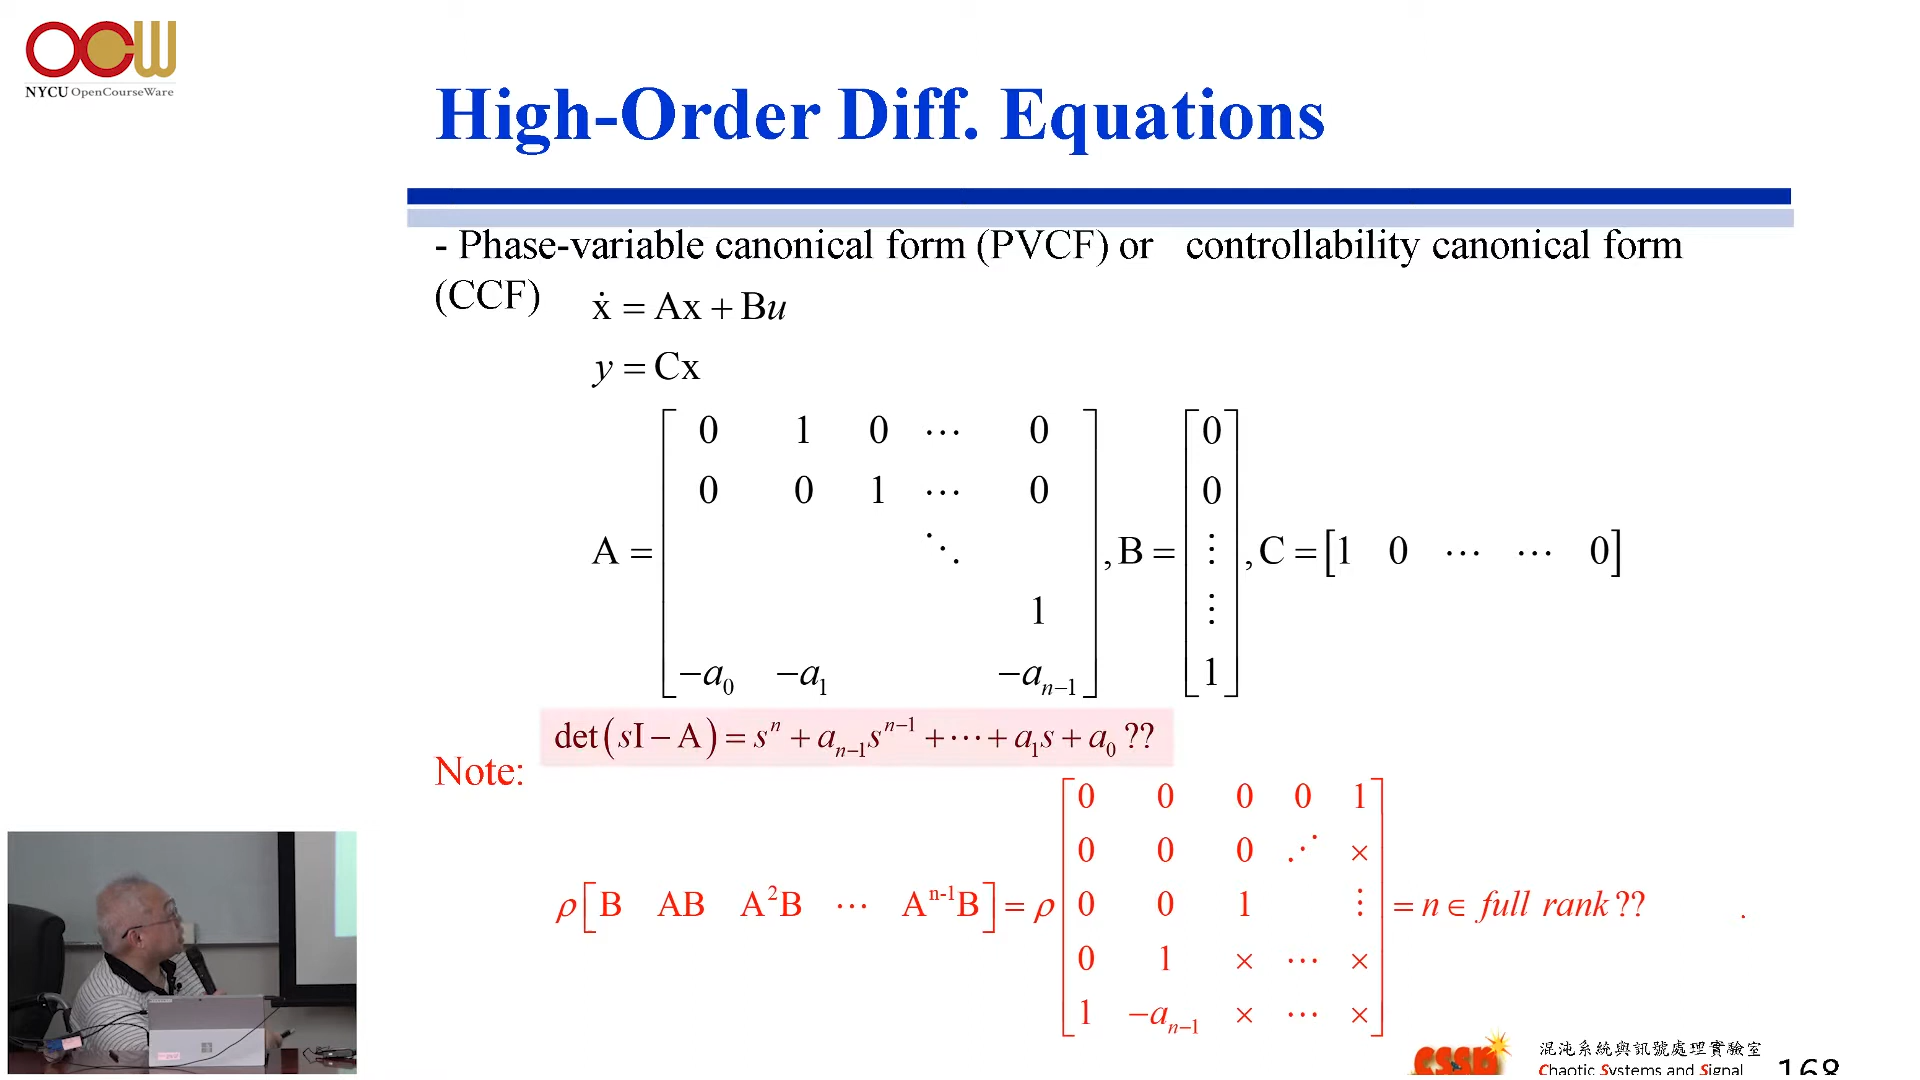 OCW
NYCU OpenCourseWare
High-Order Diff. Equations
- Phase-variable canonical form (PVCF) or controllability canonical form
(CCF)
ẋ = Ax + Bu
y = Cx
A = [0 1 0 ⋯ 0
0 0 1 ⋯ 0
⋱
1
−a₀ −a₁ −aₙ₋₁] , B = [0 0 ⋮ ⋮ 1] , C = [1 0 ⋯ ⋯ 0]
det(sI − A) = sⁿ + aₙ₋₁sⁿ⁻¹ + ⋯ + a₁s + a₀ ??
Note:
ρ[B AB A²B ⋯ Aⁿ⁻¹B] = ρ[0 0 0 0 1
0 0 0 ⋰ ×
0 0 1 ⋮
0 1 × ⋯ ×
1 −aₙ₋₁ × ⋯ ×] = n ∈ full rank ?? .
CSSP
混沌系統與訊號處理實驗室
Chaotic Systems and Signal
168